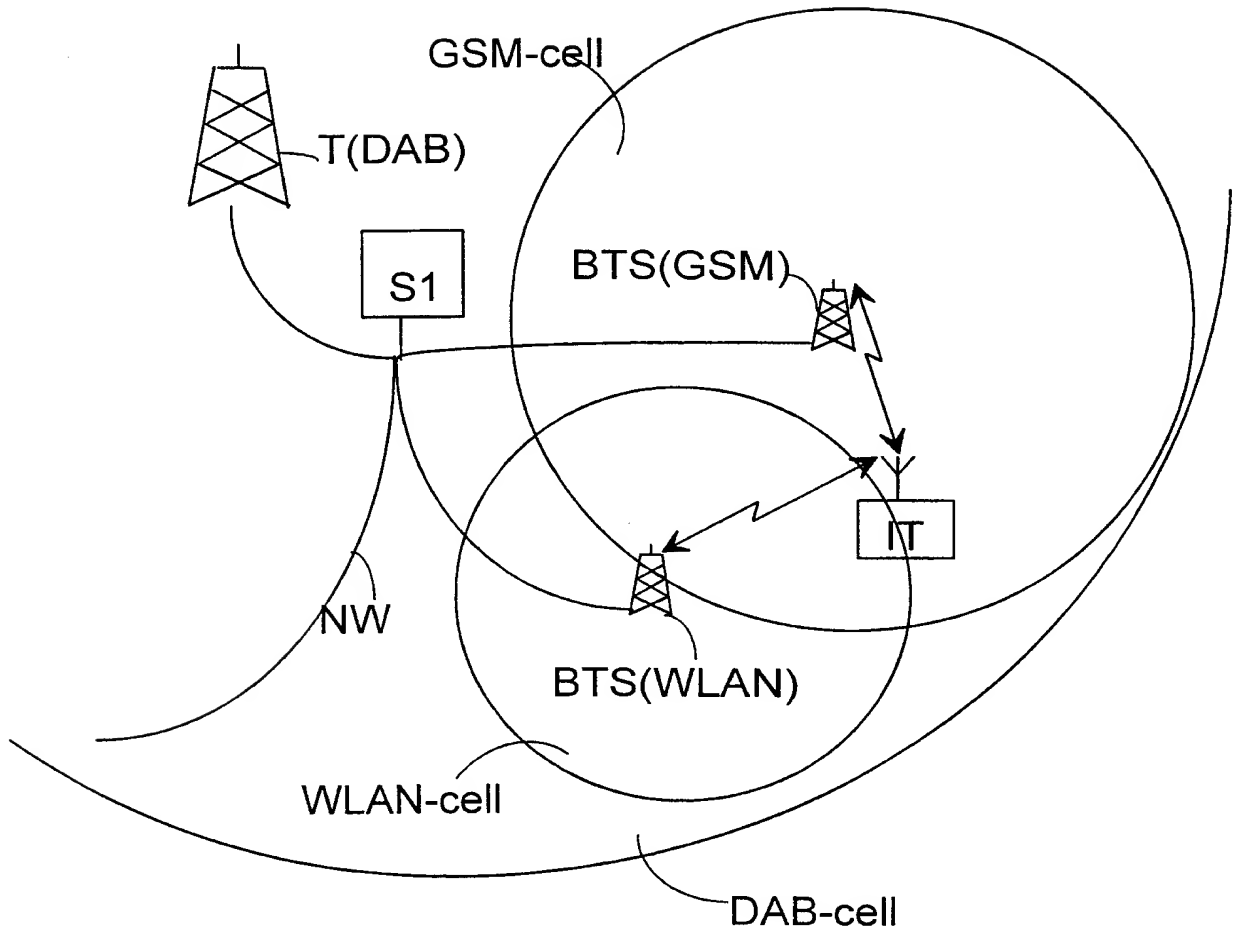 GSM-cell
T(DAB)
S1
BTS(GSM)
IT
NW
BTS(WLAN)
WLAN-cell
DAB-cell